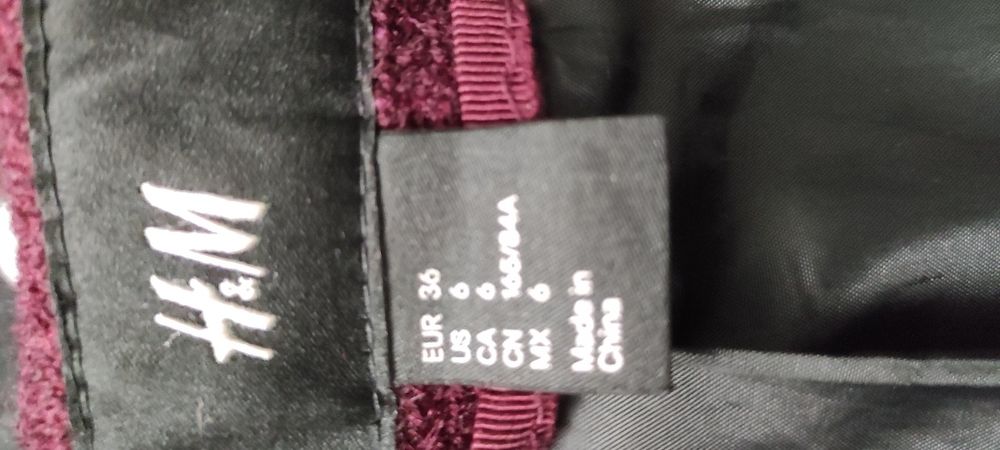 H&M
EUR 36
US 6
CA 6
CN 165/84A
MX 6
Made in
China